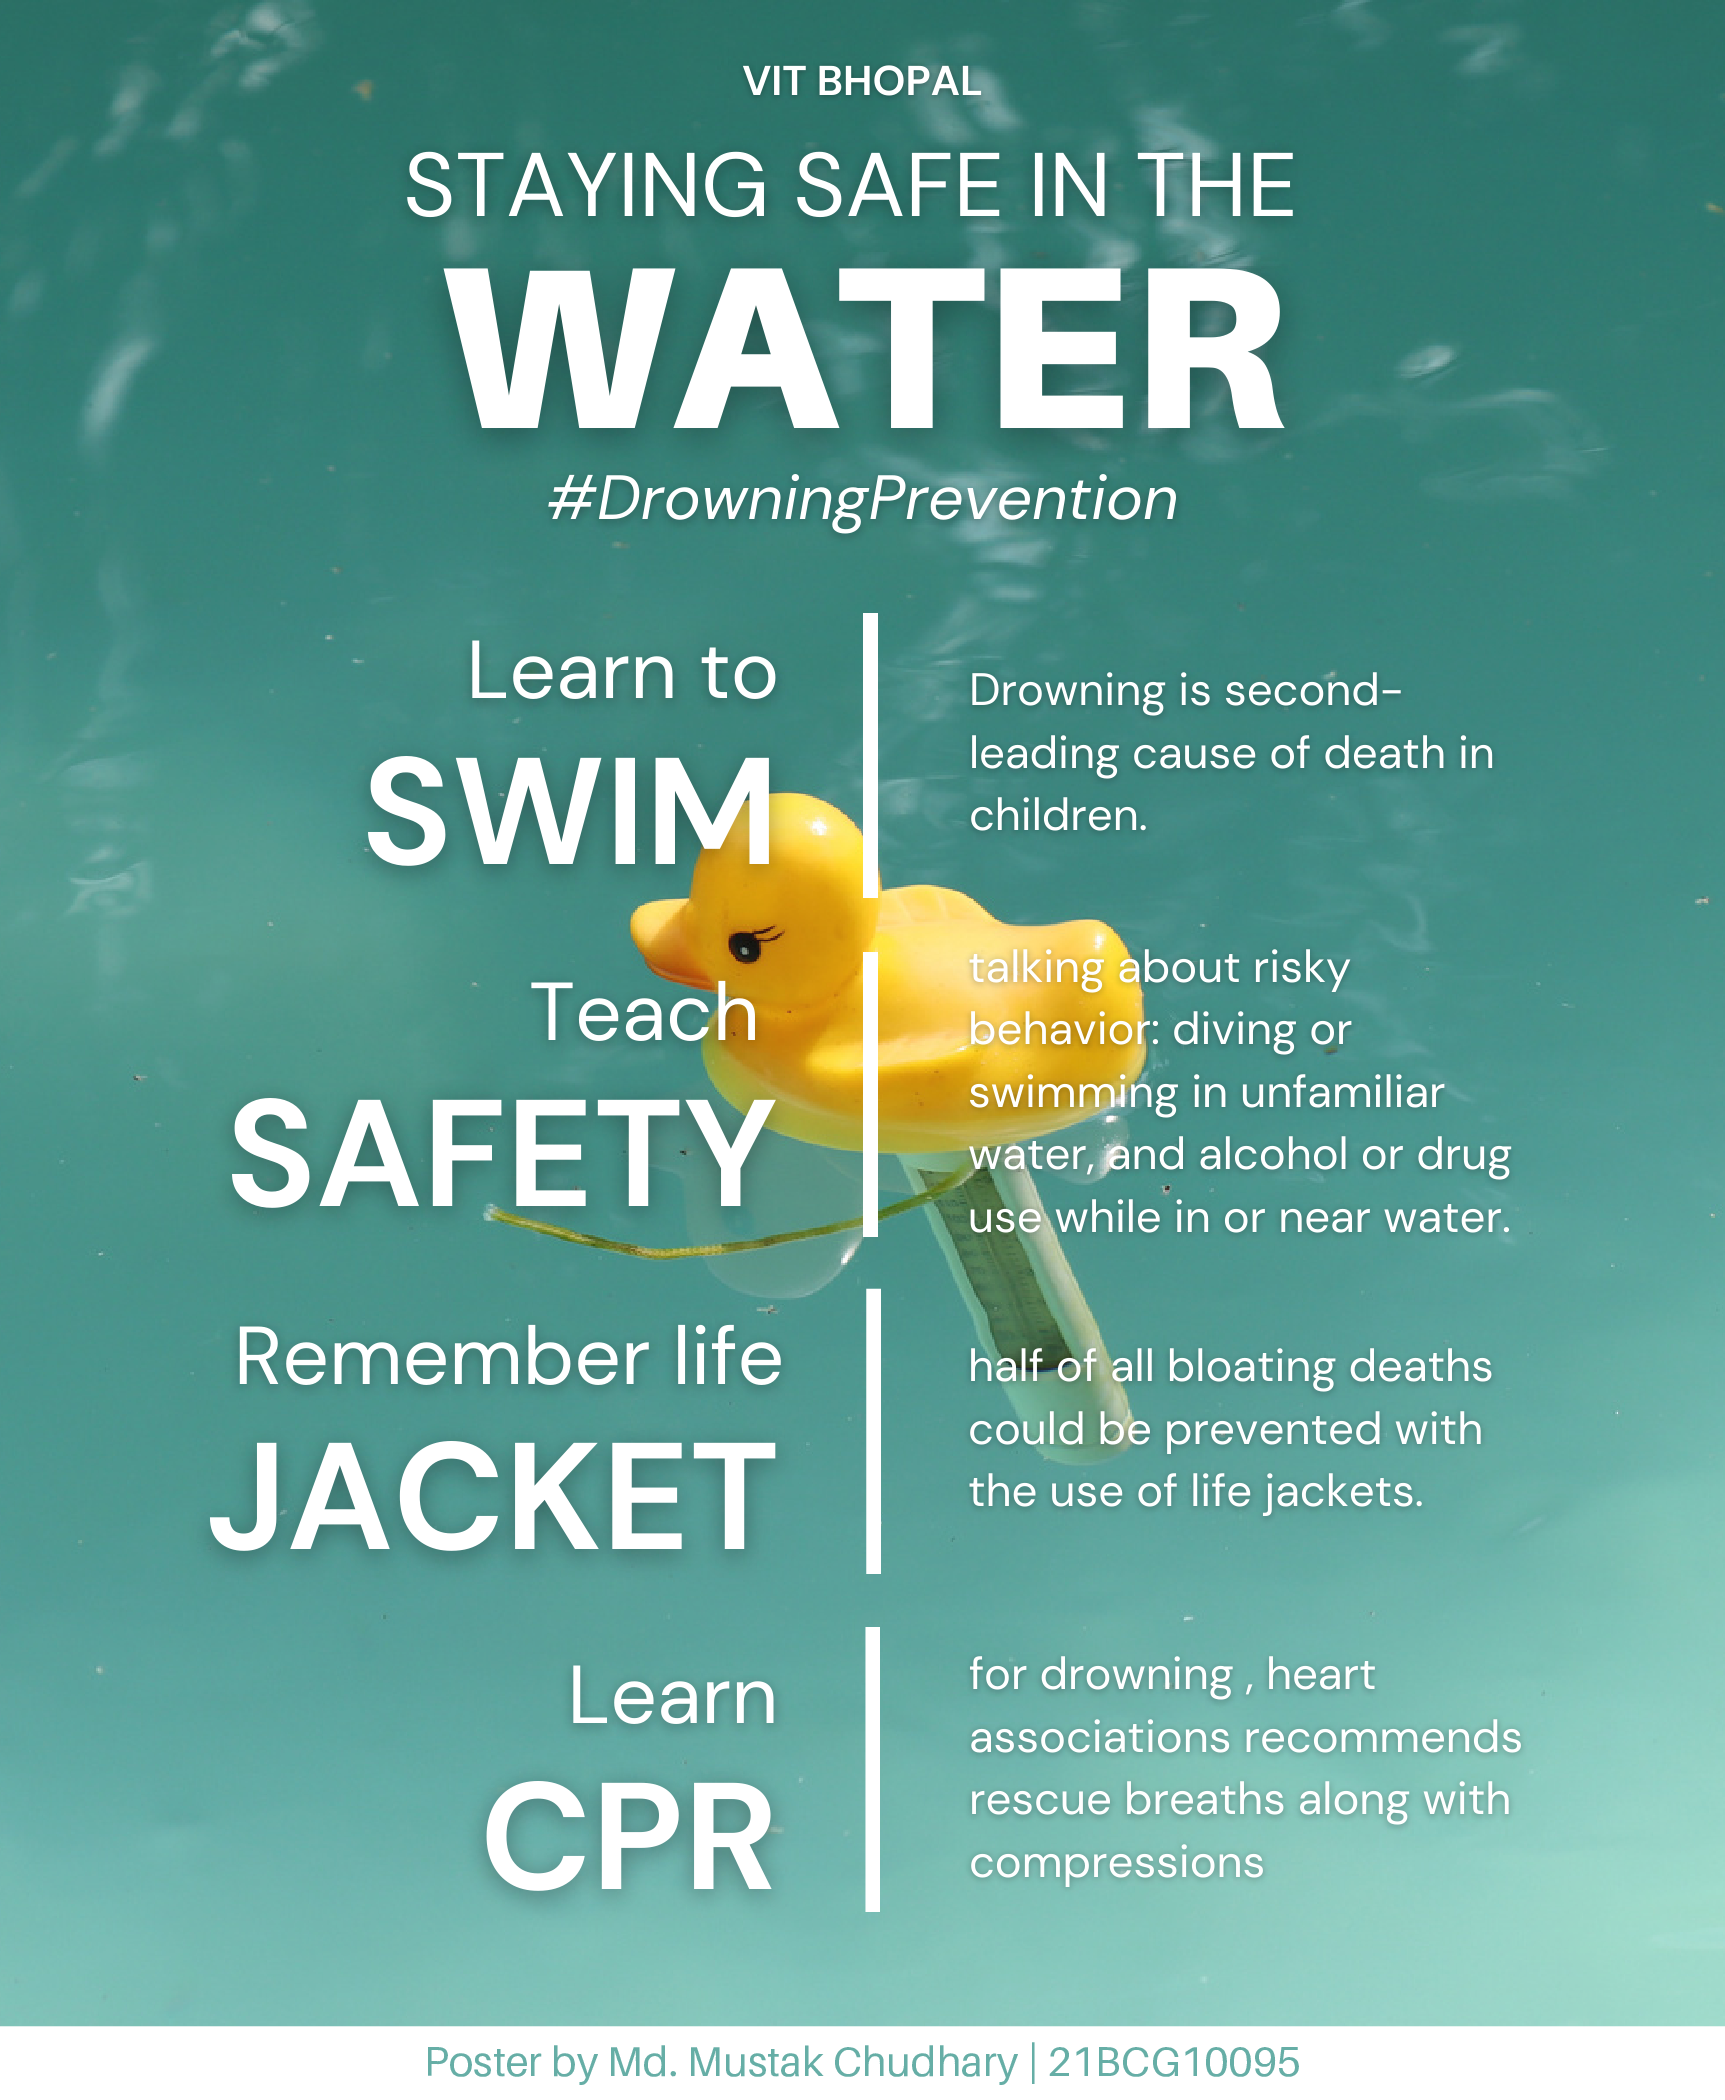 VIT BHOPAL
STAYING SAFE IN THE
WATER
#DrowningPrevention
Learn to
SWIM
Drowning is second-
leading cause of death in
children.
Teach
SAFETY
talking about risky
behavior: diving or
swimming in unfamiliar
water, and alcohol or drug
use while in or near water.
Remember life
JACKET
half of all bloating deaths
could be prevented with
the use of life jackets.
Learn
CPR
for drowning , heart
associations recommends
rescue breaths along with
compressions
Poster by Md. Mustak Chudhary | 21BCG10095